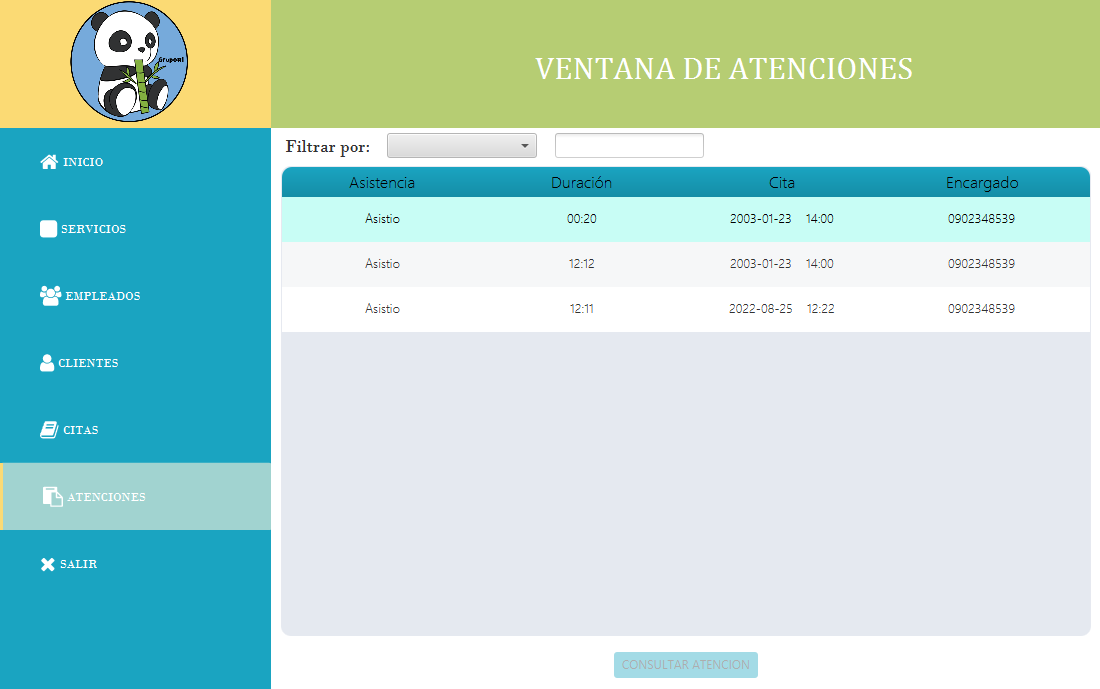 Grupo#1
VENTANA DE ATENCIONES
INICIO
SERVICIOS
EMPLEADOS
CLIENTES
CITAS
ATENCIONES
SALIR
Filtrar por:
Asistencia Duración Cita Encargado
Asistio 00:20 2003-01-23 14:00 0902348539
Asistio 12:12 2003-01-23 14:00 0902348539
Asistio 12:11 2022-08-25 12:22 0902348539
CONSULTAR ATENCION